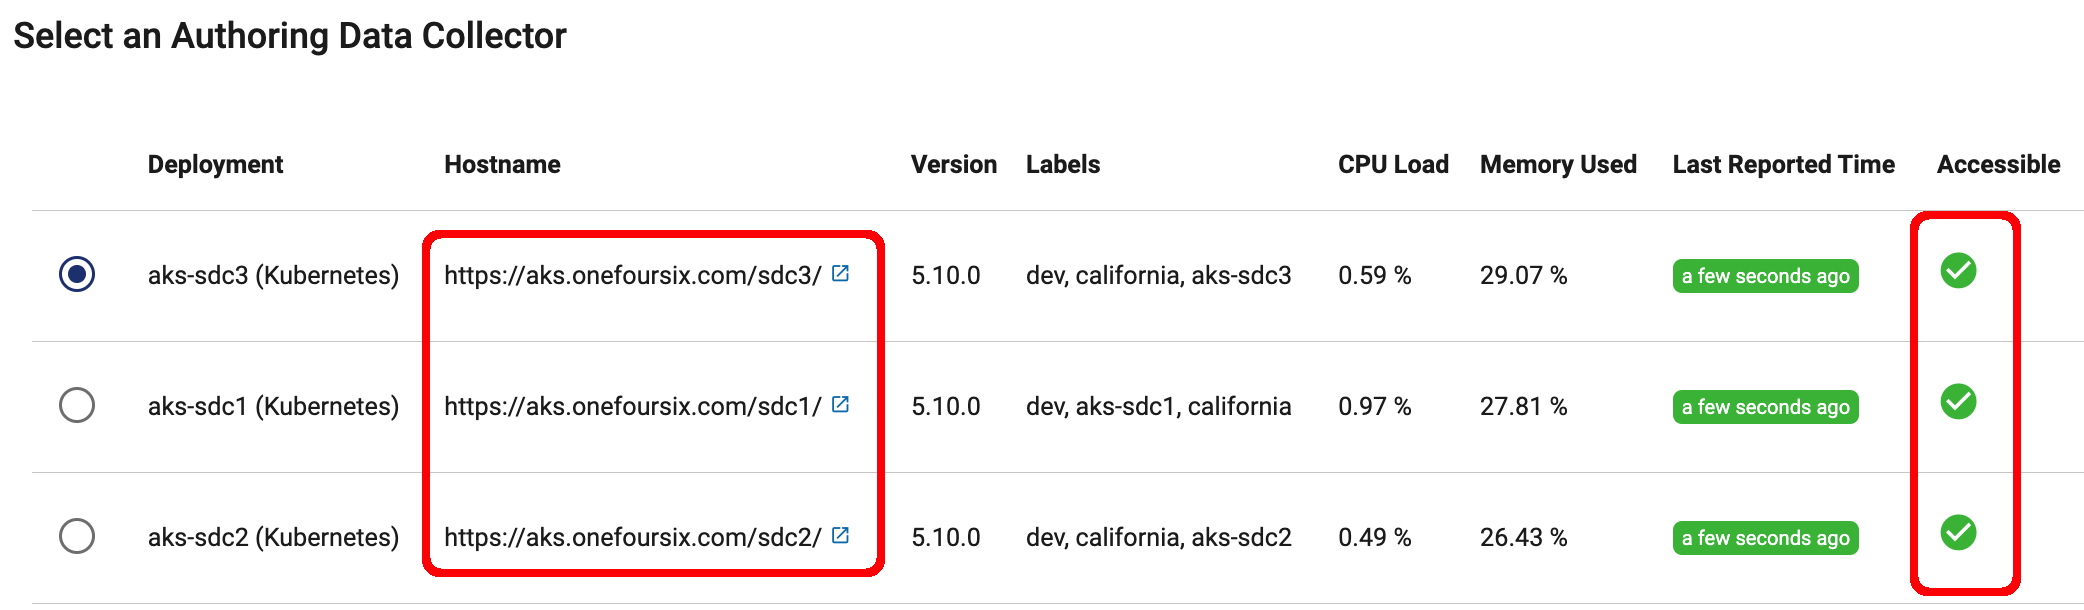 Select an Authoring Data Collector
Deployment Hostname Version Labels CPU Load Memory Used Last Reported Time Accessible
aks-sdc3 (Kubernetes) https://aks.onefoursix.com/sdc3/ 5.10.0 dev, california, aks-sdc3 0.59 % 29.07 % a few seconds ago
aks-sdc1 (Kubernetes) https://aks.onefoursix.com/sdc1/ 5.10.0 dev, aks-sdc1, california 0.97 % 27.81 % a few seconds ago
aks-sdc2 (Kubernetes) https://aks.onefoursix.com/sdc2/ 5.10.0 dev, california, aks-sdc2 0.49 % 26.43 % a few seconds ago